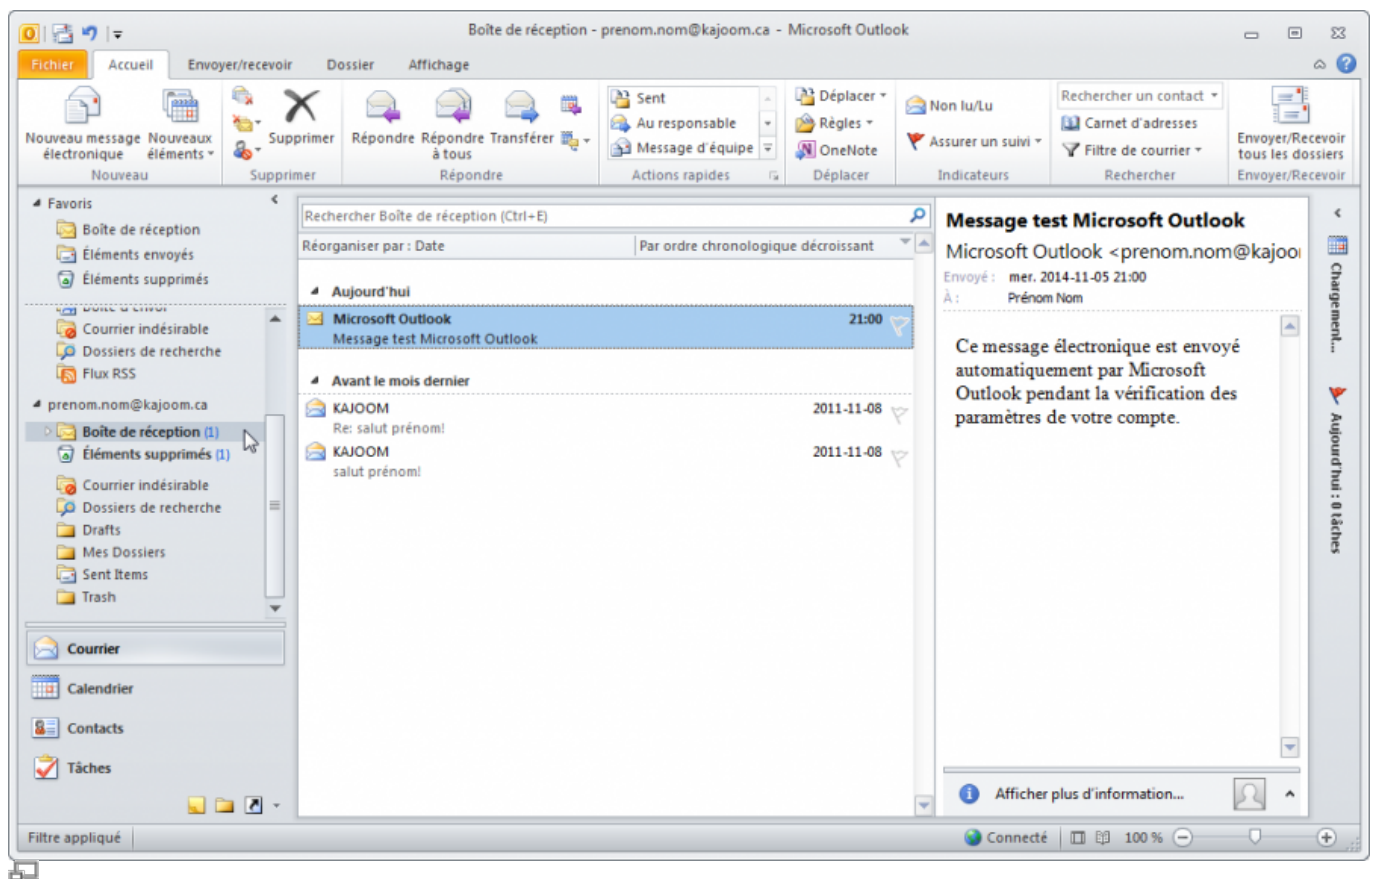 Boîte de réception - prenom.nom@kajoom.ca - Microsoft Outlook
Fichier Accueil Envoyer/recevoir Dossier Affichage
Nouveau message électronique
Nouveaux éléments
Nouveau
Supprimer
Supprimer
Répondre
Répondre à tous
Transférer
Répondre
Sent
Au responsable
Message d'équipe
Actions rapides
Déplacer
Règles
OneNote
Déplacer
Non lu/Lu
Assurer un suivi
Indicateurs
Rechercher un contact
Carnet d'adresses
Filtre de courrier
Rechercher
Envoyer/Recevoir
tous les dossiers
Envoyer/Recevoir
Favoris
Boîte de réception
Éléments envoyés
Éléments supprimés
Courrier indésirable
Dossiers de recherche
Flux RSS
prenom.nom@kajoom.ca
Boîte de réception (1)
Éléments supprimés (1)
Courrier indésirable
Dossiers de recherche
Drafts
Mes Dossiers
Sent Items
Trash
Courrier
Calendrier
Contacts
Tâches
Rechercher Boîte de réception (Ctrl+E)
Réorganiser par : Date Par ordre chronologique décroissant
Aujourd'hui
Microsoft Outlook 21:00
Message test Microsoft Outlook
Avant le mois dernier
KAJOOM 2011-11-08
Re: salut prénom!
KAJOOM 2011-11-08
salut prénom!
Message test Microsoft Outlook
Microsoft Outlook <prenom.nom@kajoo
Envoyé : mer. 2014-11-05 21:00
À : Prénom Nom
Ce message électronique est envoyé
automatiquement par Microsoft
Outlook pendant la vérification des
paramètres de votre compte.
Afficher plus d'information...
Chargement...
Aujourd'hui : 0 tâches
Filtre appliqué
Connecté 100 %